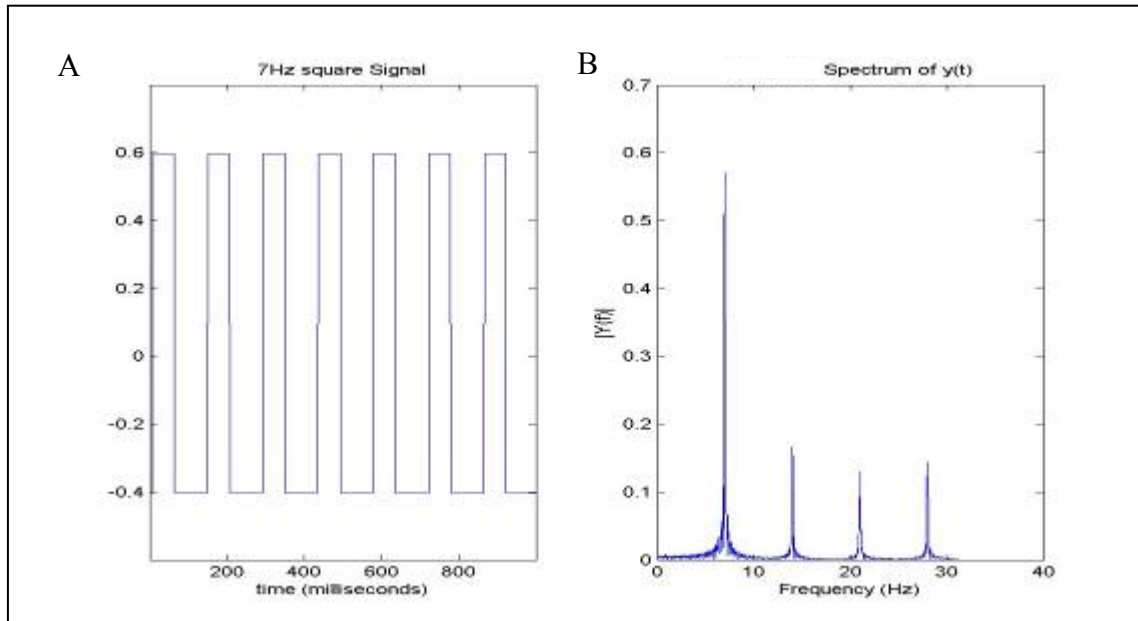 A
7Hz square Signal
0.6
0.4
0.2
0
-0.2
-0.4
200 400 600 800
time (milliseconds)
B
Spectrum of y(t)
0.7
0.6
0.5
0.4
0.3
0.2
0.1
0
|Y(f)|
0 10 20 30 40
Frequency (Hz)